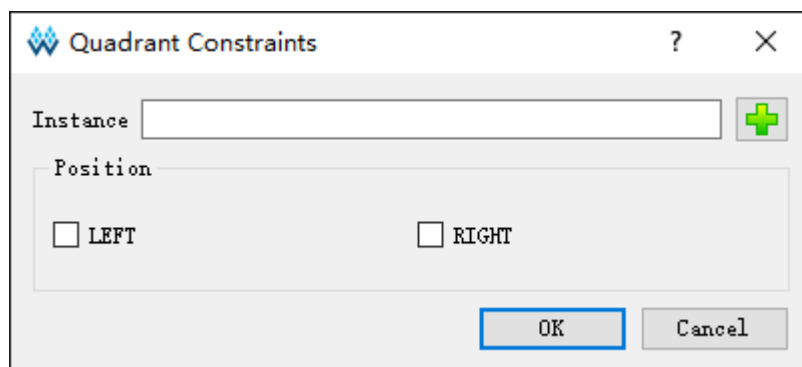 Quadrant Constraints ?
Instance
Position
LEFT RIGHT
OK Cancel